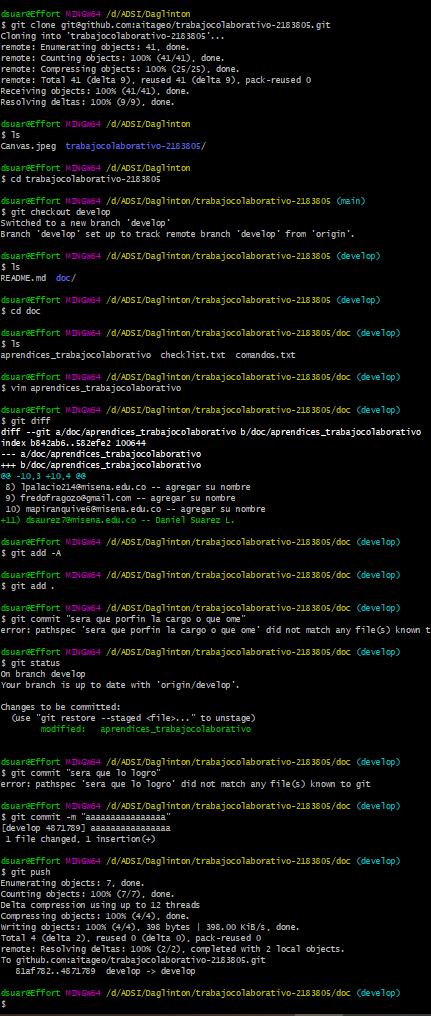 dsuar@Effort MINGW64 /d/ADSI/Daglinton
$ git clone git@github.com:aitageo/trabajocolaborativo-2183805.git
Cloning into 'trabajocolaborativo-2183805'...
remote: Enumerating objects: 41, done.
remote: Counting objects: 100% (41/41), done.
remote: Compressing objects: 100% (25/25), done.
remote: Total 41 (delta 9), reused 41 (delta 9), pack-reused 0
Receiving objects: 100% (41/41), done.
Resolving deltas: 100% (9/9), done.
dsuar@Effort MINGW64 /d/ADSI/Daglinton
$ ls
Canvas.jpeg  trabajocolaborativo-2183805/
dsuar@Effort MINGW64 /d/ADSI/Daglinton
$ cd trabajocolaborativo-2183805
dsuar@Effort MINGW64 /d/ADSI/Daglinton/trabajocolaborativo-2183805 (main)
$ git checkout develop
Switched to a new branch 'develop'
Branch 'develop' set up to track remote branch 'develop' from 'origin'.
dsuar@Effort MINGW64 /d/ADSI/Daglinton/trabajocolaborativo-2183805 (develop)
$ ls
README.md  doc/
dsuar@Effort MINGW64 /d/ADSI/Daglinton/trabajocolaborativo-2183805 (develop)
$ cd doc
dsuar@Effort MINGW64 /d/ADSI/Daglinton/trabajocolaborativo-2183805/doc (develop)
$ ls
aprendices_trabajocolaborativo  checklist.txt  comandos.txt
dsuar@Effort MINGW64 /d/ADSI/Daglinton/trabajocolaborativo-2183805/doc (develop)
$ vim aprendices_trabajocolaborativo
dsuar@Effort MINGW64 /d/ADSI/Daglinton/trabajocolaborativo-2183805/doc (develop)
$ git diff
diff --git a/doc/aprendices_trabajocolaborativo b/doc/aprendices_trabajocolaborativo
index b842ab6..582efe2 100644
--- a/doc/aprendices_trabajocolaborativo
+++ b/doc/aprendices_trabajocolaborativo
@@ -10,3 +10,4 @@
8) lpalacio214@misena.edu.co -- agregar su nombre
9) fredofragozo@gmail.com -- agregar su nombre
10) mapiranquive6@misena.edu.co -- agregar su nombre
+11) dsaurez7@misena.edu.co -- Daniel Suarez L.
dsuar@Effort MINGW64 /d/ADSI/Daglinton/trabajocolaborativo-2183805/doc (develop)
$ git add -A
dsuar@Effort MINGW64 /d/ADSI/Daglinton/trabajocolaborativo-2183805/doc (develop)
$ git add .
dsuar@Effort MINGW64 /d/ADSI/Daglinton/trabajocolaborativo-2183805/doc (develop)
$ git commit "sera que porfin la cargo o que ome"
error: pathspec 'sera que porfin la cargo o que ome' did not match any file(s) known t
dsuar@Effort MINGW64 /d/ADSI/Daglinton/trabajocolaborativo-2183805/doc (develop)
$ git status
On branch develop
Your branch is up to date with 'origin/develop'.
Changes to be committed:
(use "git restore --staged <file>..." to unstage)
modified:   aprendices_trabajocolaborativo
dsuar@Effort MINGW64 /d/ADSI/Daglinton/trabajocolaborativo-2183805/doc (develop)
$ git commit "sera que lo logro"
error: pathspec 'sera que lo logro' did not match any file(s) known to git
dsuar@Effort MINGW64 /d/ADSI/Daglinton/trabajocolaborativo-2183805/doc (develop)
$ git commit -m "aaaaaaaaaaaaaaaa"
[develop 4871789] aaaaaaaaaaaaaaaa
1 file changed, 1 insertion(+)
dsuar@Effort MINGW64 /d/ADSI/Daglinton/trabajocolaborativo-2183805/doc (develop)
$ git push
Enumerating objects: 7, done.
Counting objects: 100% (7/7), done.
Delta compression using up to 12 threads
Compressing objects: 100% (4/4), done.
Writing objects: 100% (4/4), 398 bytes | 398.00 KiB/s, done.
Total 4 (delta 2), reused 0 (delta 0), pack-reused 0
remote: Resolving deltas: 100% (2/2), completed with 2 local objects.
To github.com:aitageo/trabajocolaborativo-2183805.git
81af782..4871789  develop -> develop
dsuar@Effort MINGW64 /d/ADSI/Daglinton/trabajocolaborativo-2183805/doc (develop)
$